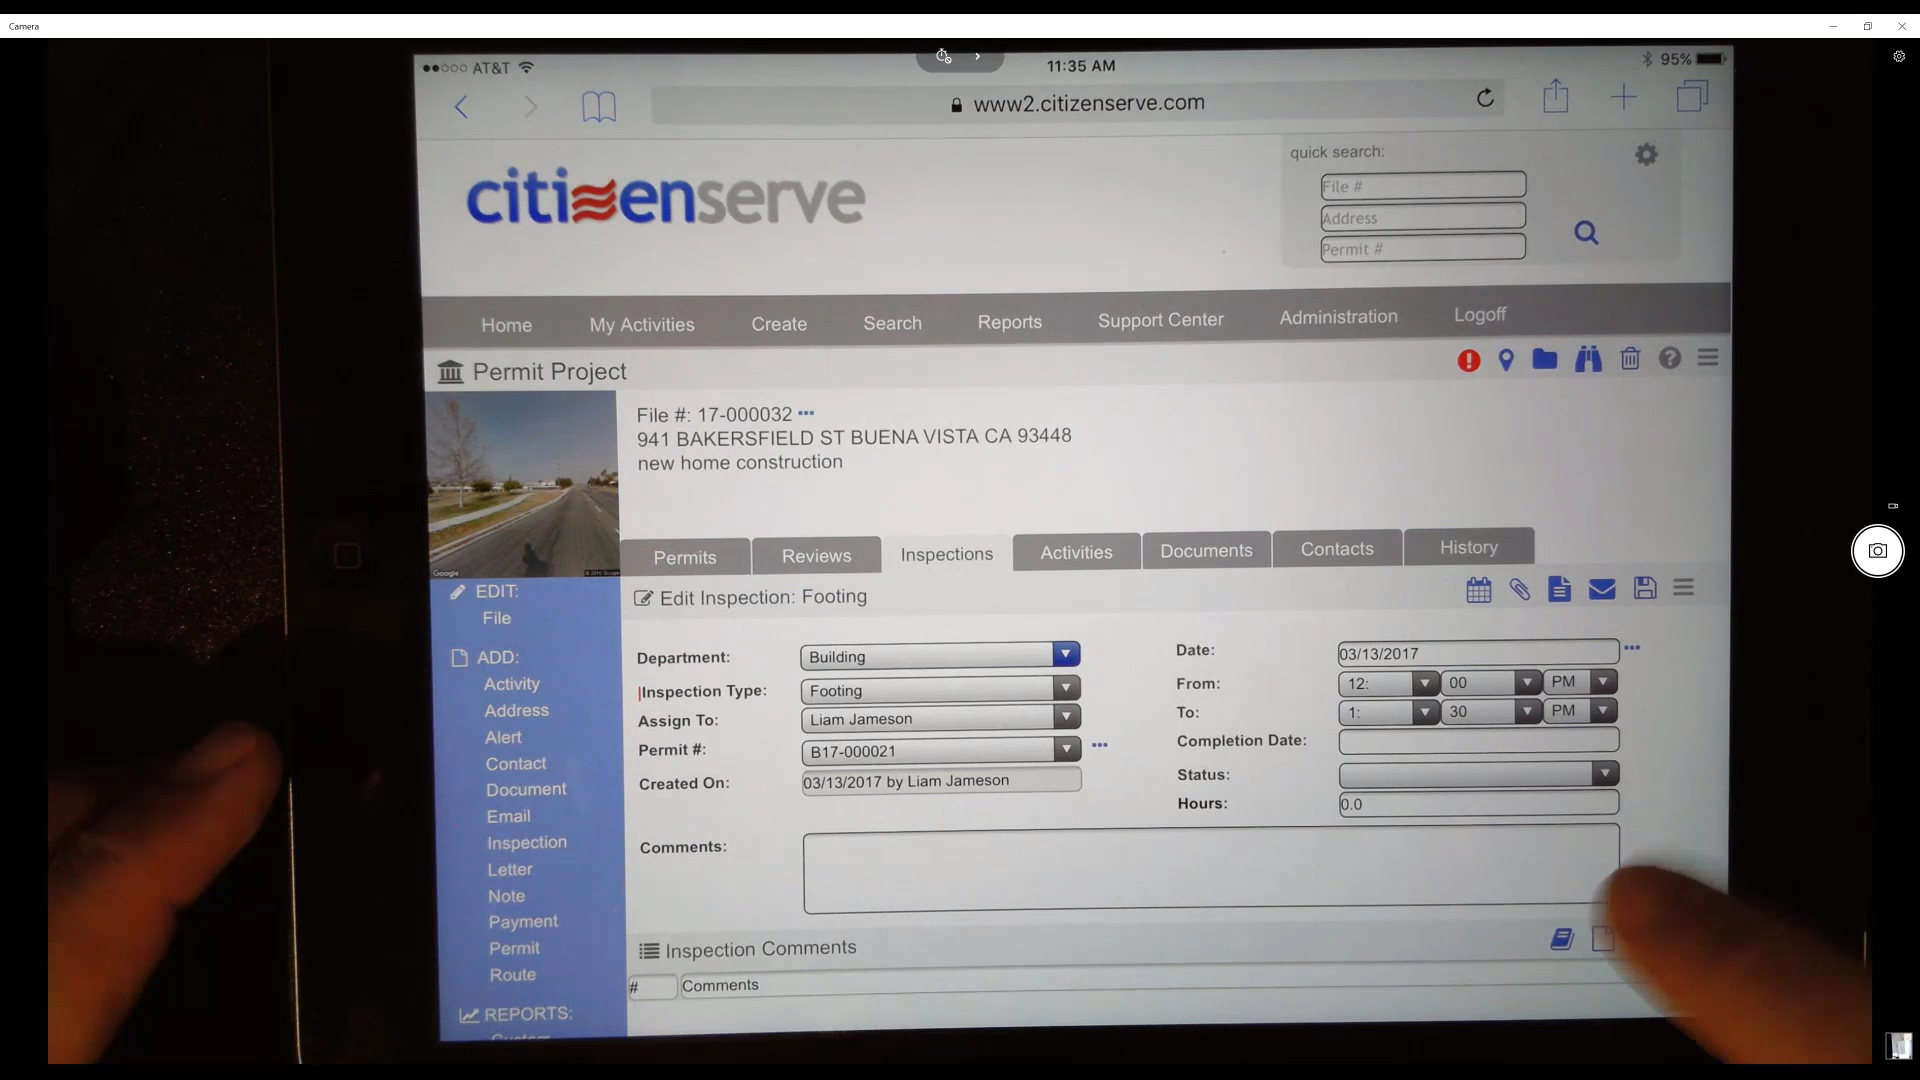 Camera
AT&T
11:35 AM
95%
www2.citizenserve.com
citizenserve
quick search:
File #
Address
Permit #
Home
My Activities
Create
Search
Reports
Support Center
Administration
Logoff
Permit Project
File #: 17-000032
941 BAKERSFIELD ST BUENA VISTA CA 93448
new home construction
Google
Permits
Reviews
Inspections
Activities
Documents
Contacts
History
EDIT:
File
ADD:
Activity
Address
Alert
Contact
Document
Email
Inspection
Letter
Note
Payment
Permit
Route
REPORTS:
Edit Inspection: Footing
Department: Building
Inspection Type: Footing
Assign To: Liam Jameson
Permit #: B17-000021
Created On: 03/13/2017 by Liam Jameson
Date: 03/13/2017
From: 12: 00 PM
To: 1: 30 PM
Completion Date:
Status:
Hours: 0.0
Comments:
Inspection Comments
# Comments